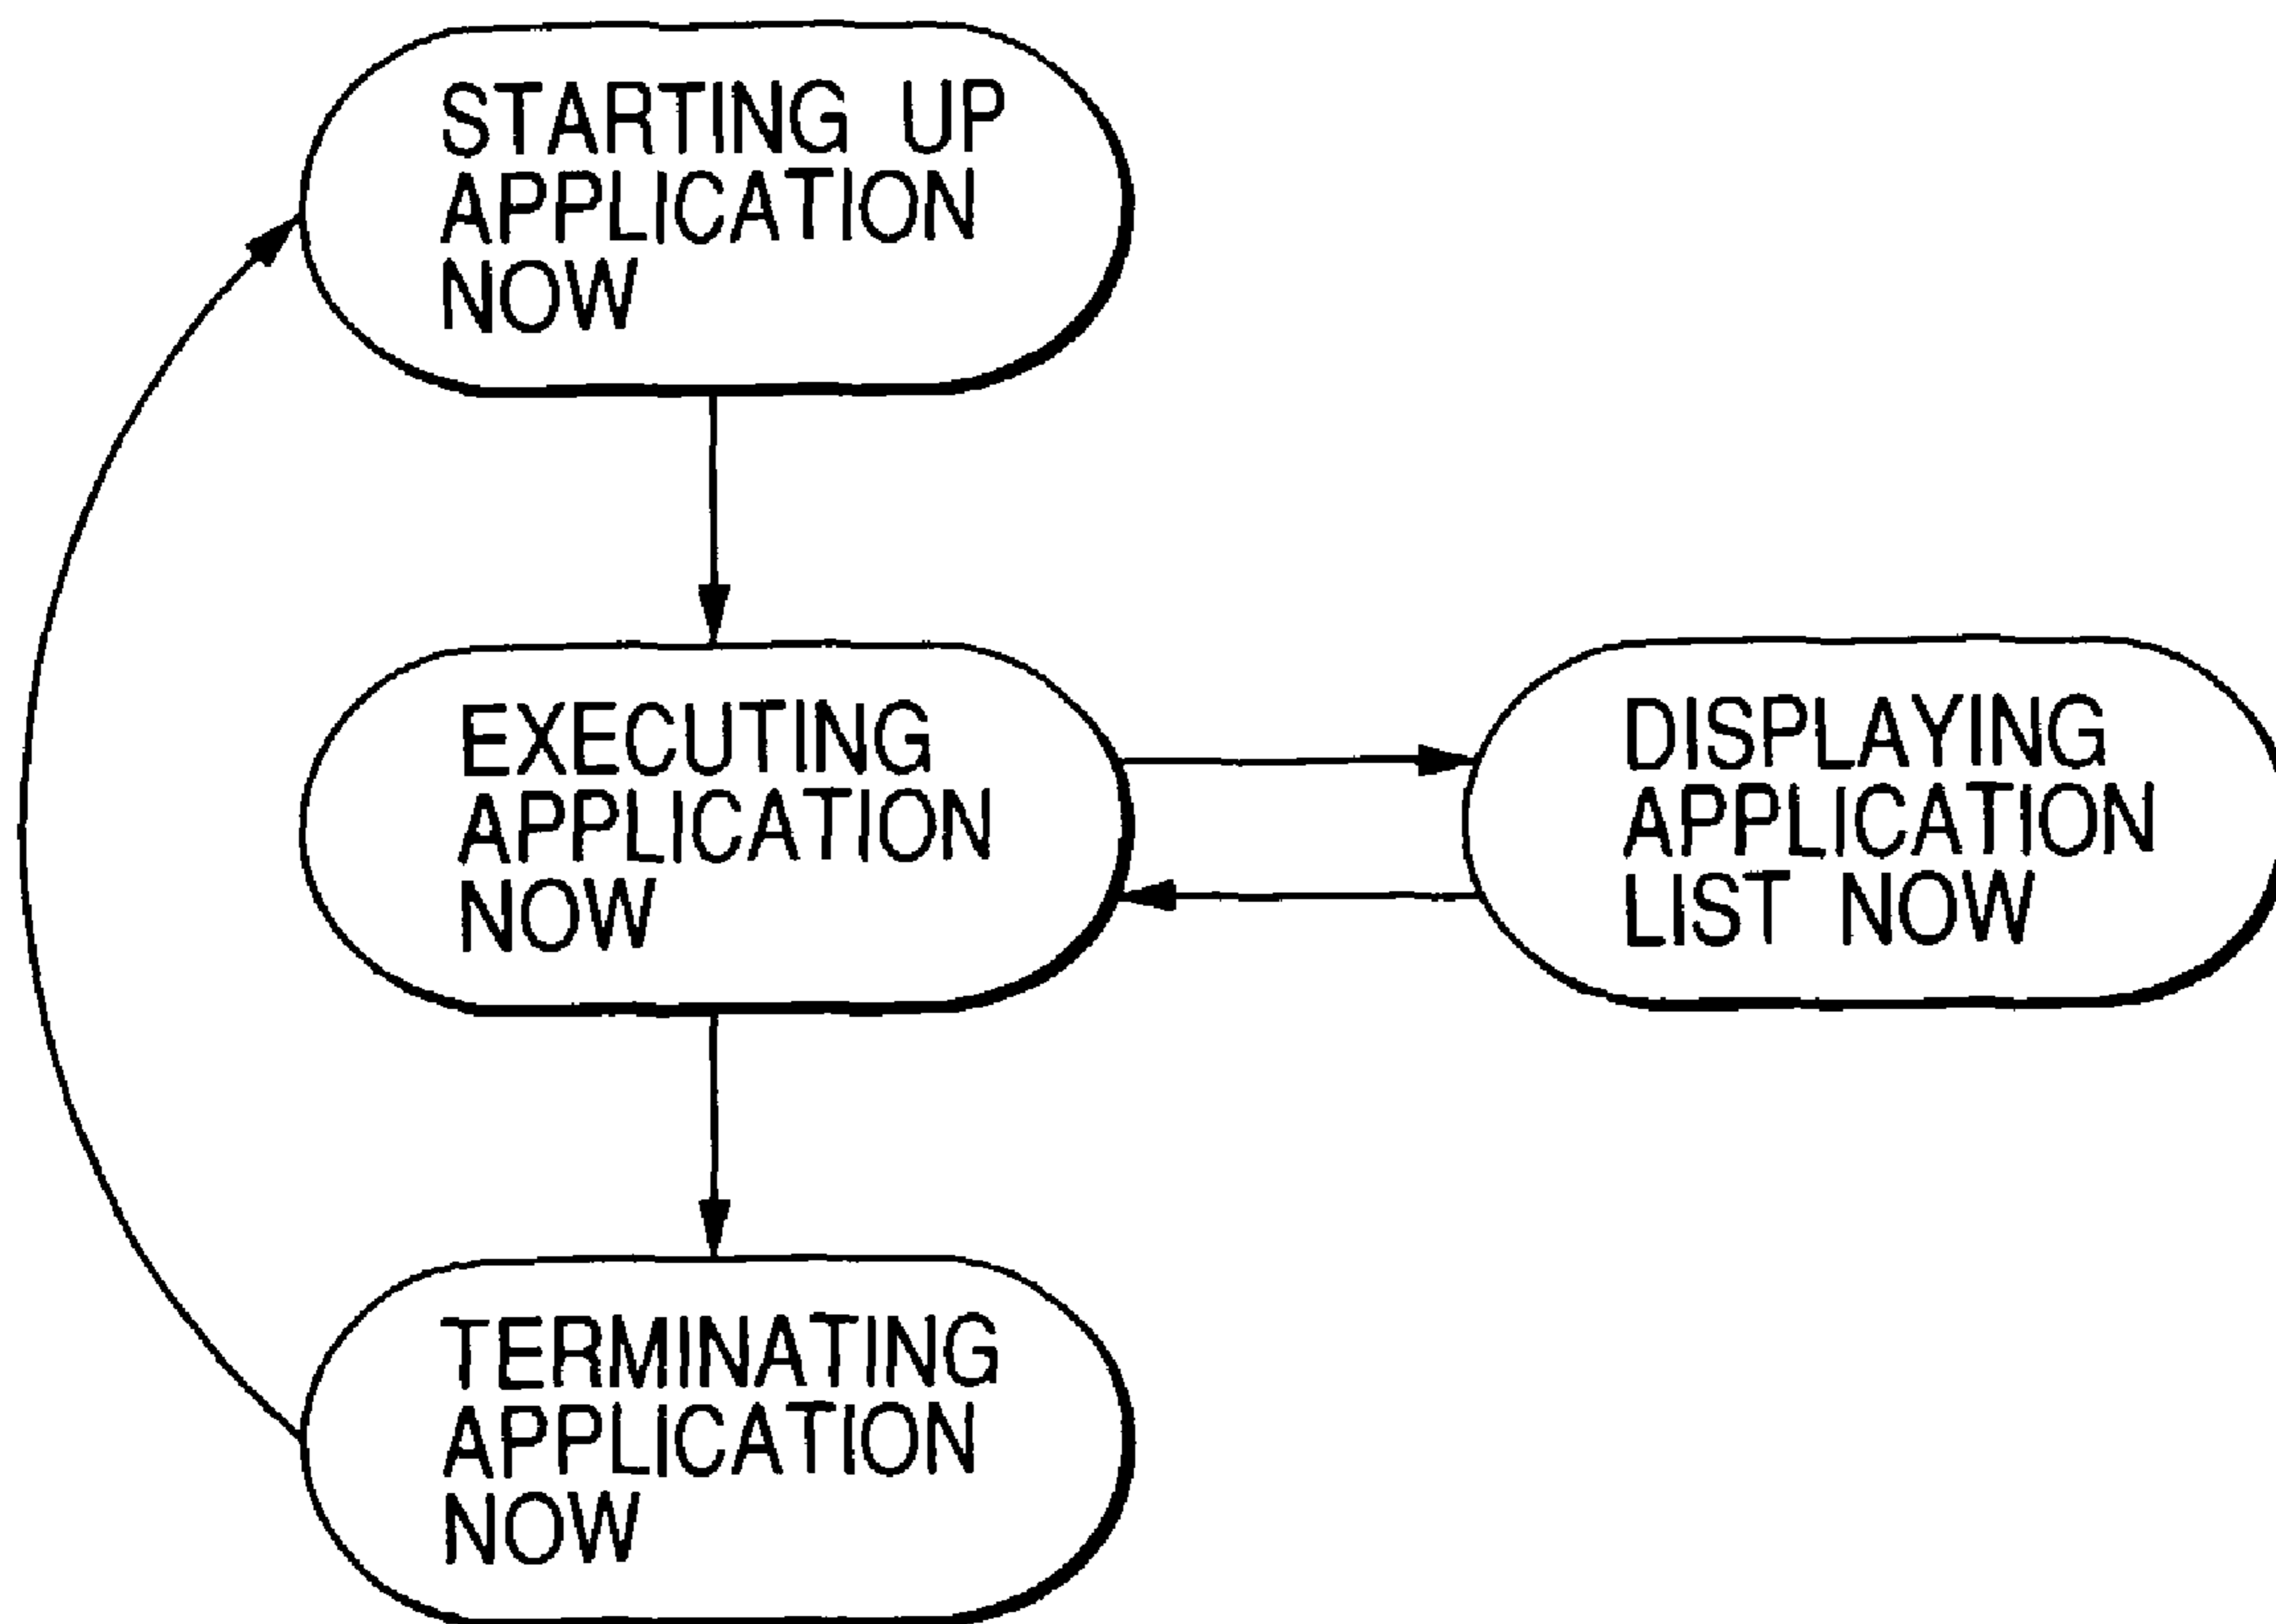 STARTING UP
APPLICATION
NOW
EXECUTING
APPLICATION
NOW
DISPLAYING
APPLICATION
LIST NOW
TERMINATING
APPLICATION
NOW